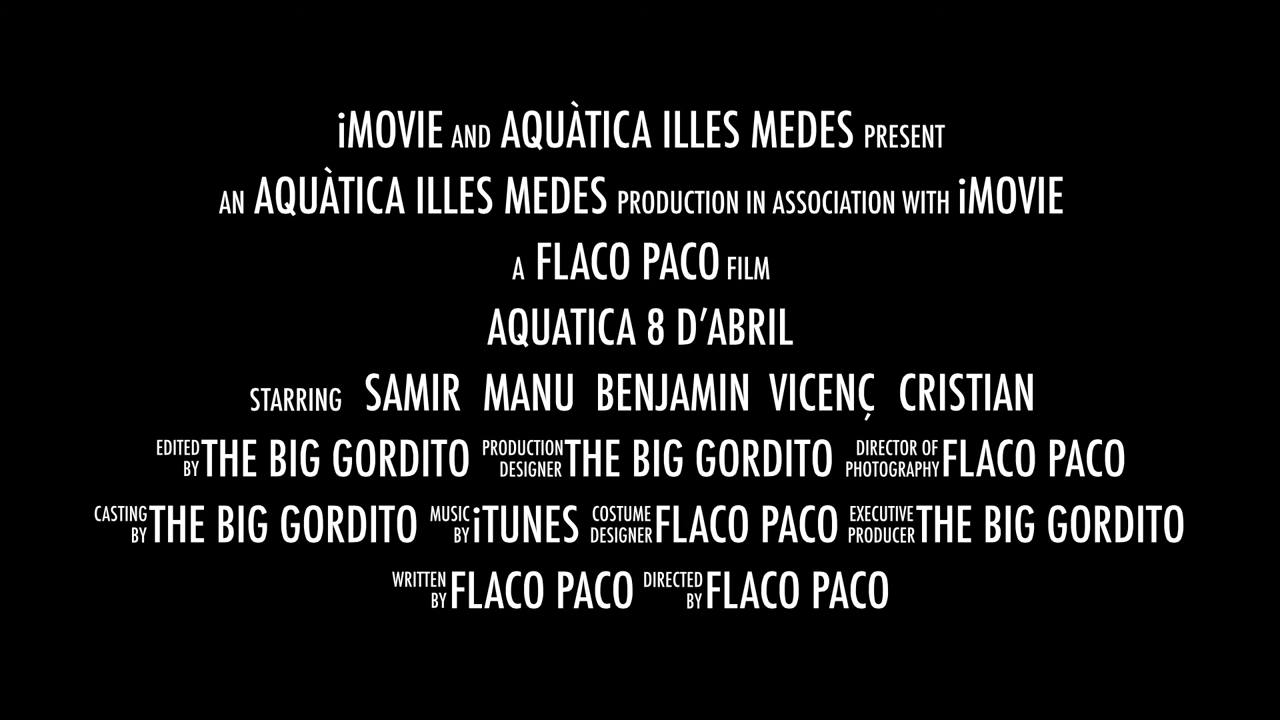 iMOVIE AND AQUÀTICA ILLES MEDES PRESENT
AN AQUÀTICA ILLES MEDES PRODUCTION IN ASSOCIATION WITH iMOVIE
A FLACO PACO FILM
AQUATICA 8 D'ABRIL
STARRING SAMIR MANU BENJAMIN VICENÇ CRISTIAN
EDITED BY THE BIG GORDITO PRODUCTION DESIGNER THE BIG GORDITO DIRECTOR OF PHOTOGRAPHY FLACO PACO
CASTING BY THE BIG GORDITO MUSIC BY iTUNES COSTUME DESIGNER FLACO PACO EXECUTIVE PRODUCER THE BIG GORDITO
WRITTEN BY FLACO PACO DIRECTED BY FLACO PACO